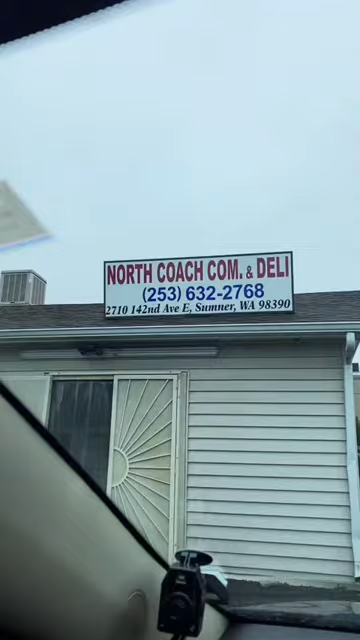 NORTH COACH COM. & DELI
(253) 632-2768
2710 142nd Ave E, Sumner, WA 98390